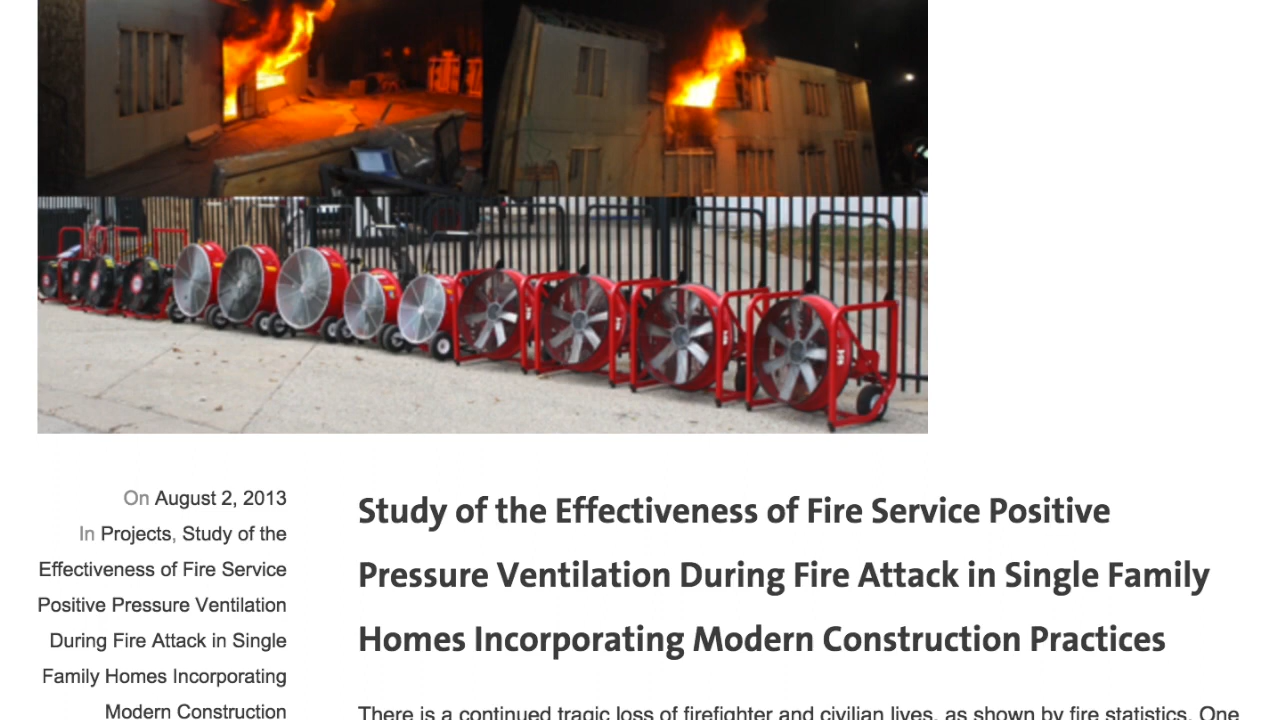 On August 2, 2013
In Projects, Study of the
Effectiveness of Fire Service
Positive Pressure Ventilation
During Fire Attack in Single
Family Homes Incorporating
Modern Construction
Study of the Effectiveness of Fire Service Positive
Pressure Ventilation During Fire Attack in Single Family
Homes Incorporating Modern Construction Practices
There is a continued tragic loss of firefighter and civilian lives, as shown by fire statistics. One